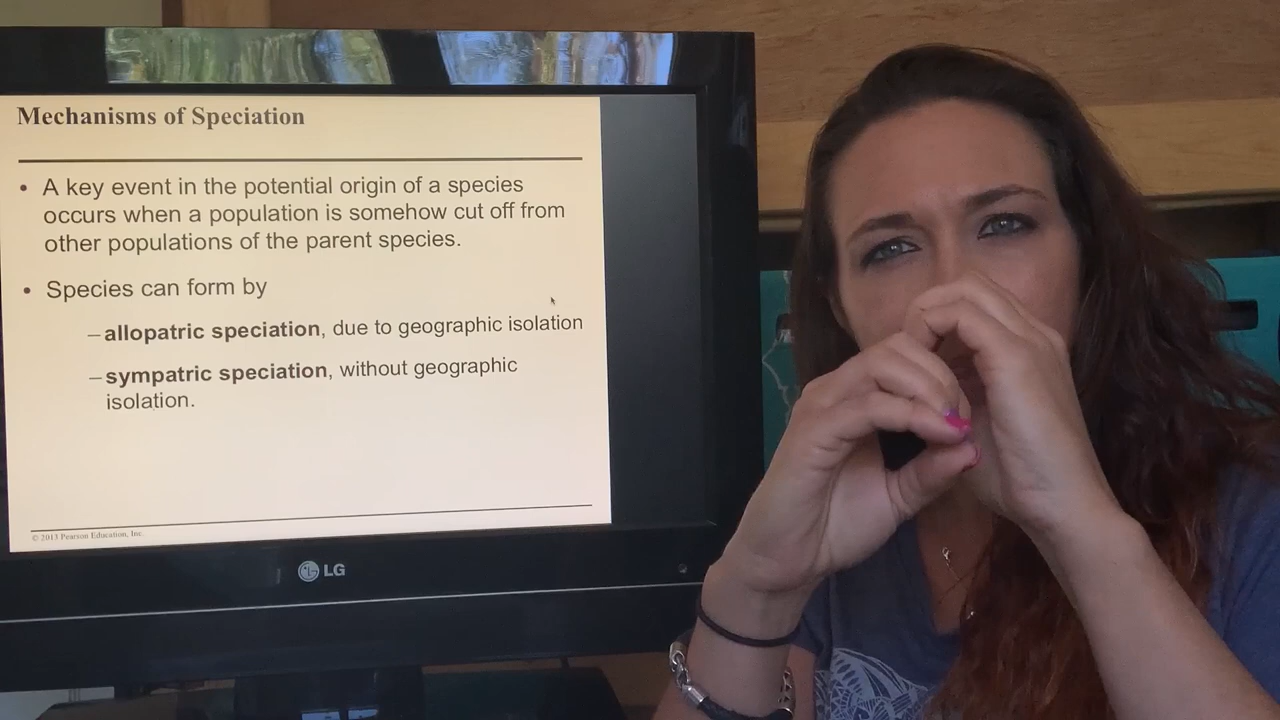 Mechanisms of Speciation
• A key event in the potential origin of a species
occurs when a population is somehow cut off from
other populations of the parent species.
• Species can form by
–allopatric speciation, due to geographic isolation
–sympatric speciation, without geographic
isolation.
© 2013 Pearson Education, Inc.
LG